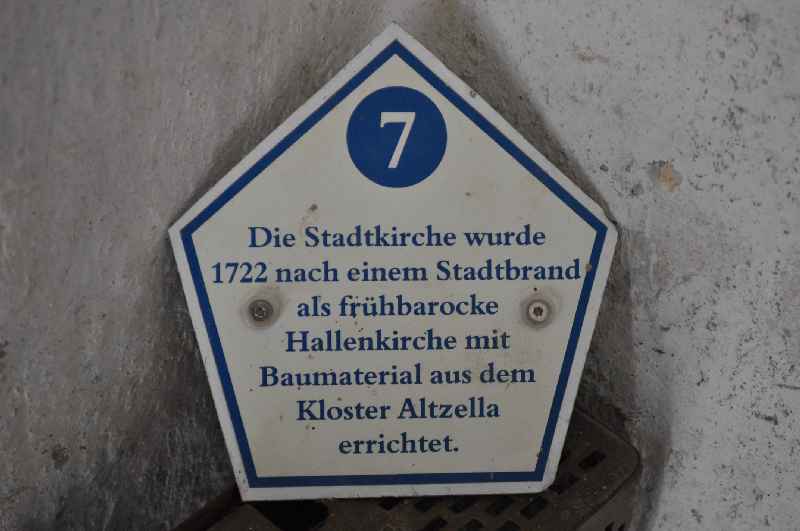 7
Die Stadtkirche wurde
1722 nach einem Stadtbrand
als frühbarocke
Hallenkirche mit
Baumaterial aus dem
Kloster Altzella
errichtet.